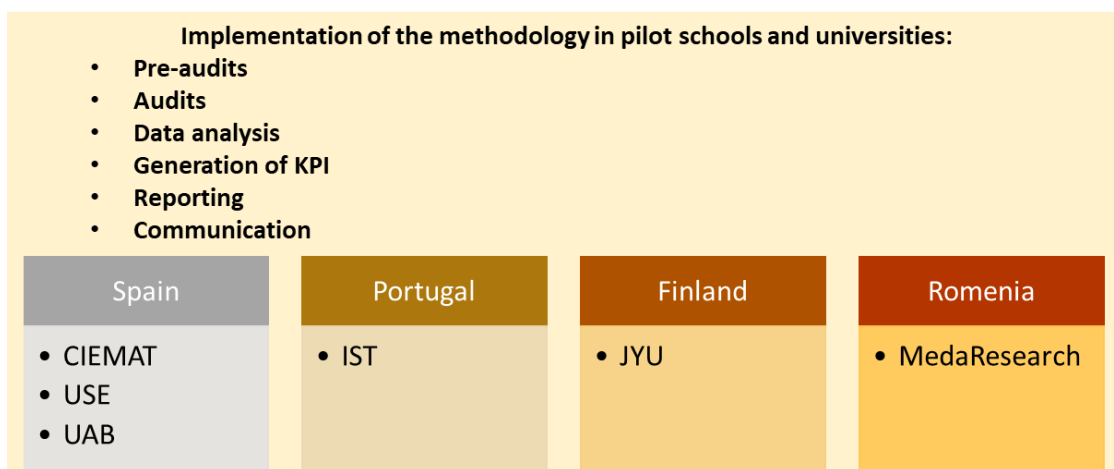 Implementation of the methodology in pilot schools and universities:
• Pre-audits
• Audits
• Data analysis
• Generation of KPI
• Reporting
• Communication
Spain
• CIEMAT
• USE
• UAB
Portugal
• IST
Finland
• JYU
Romenia
• MedaResearch